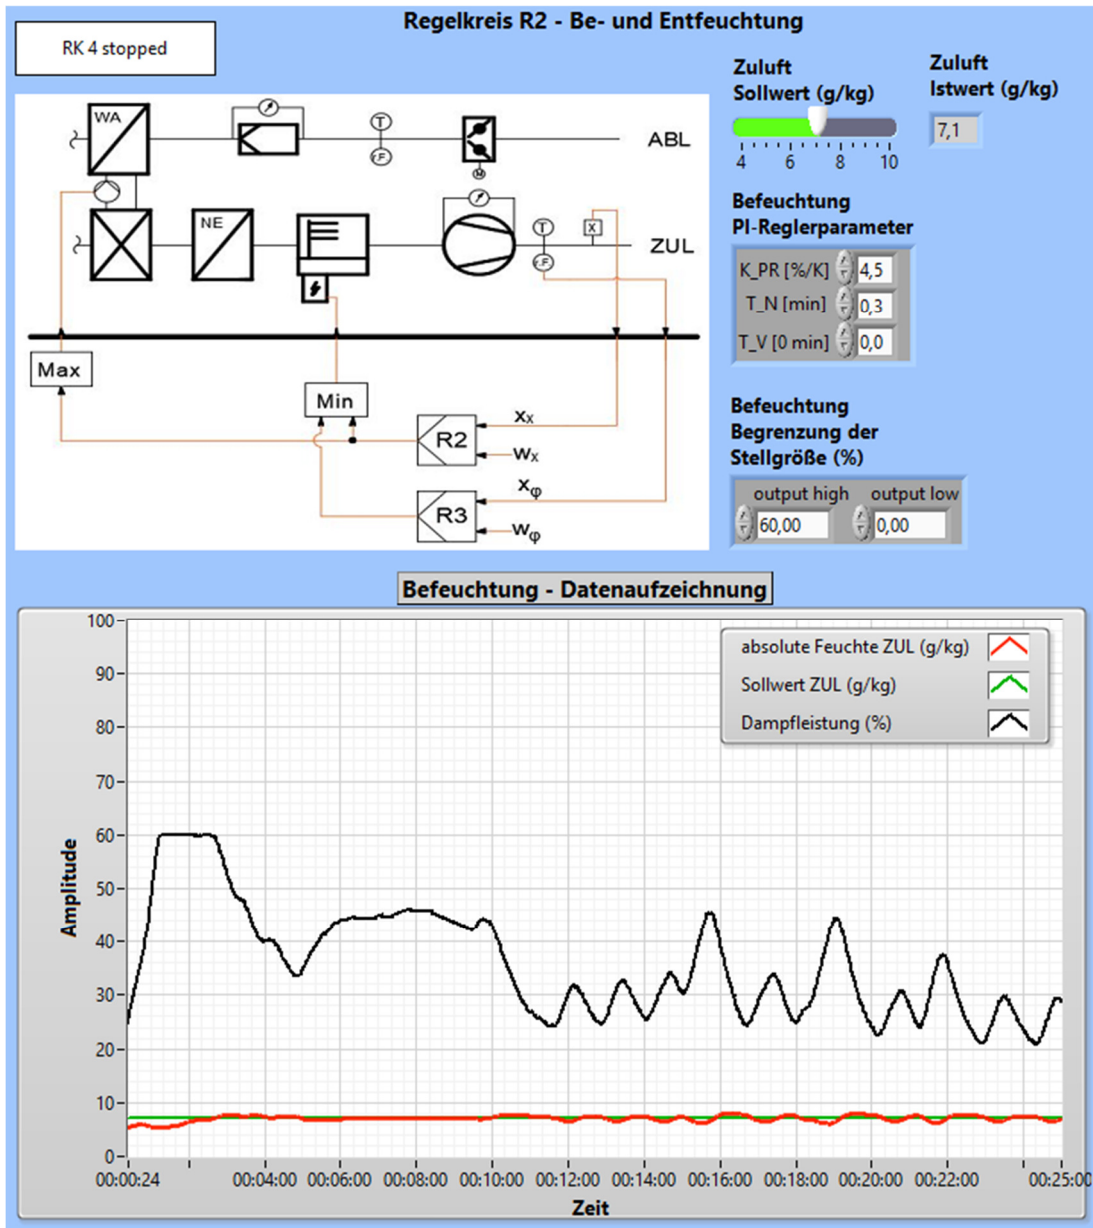 Regelkreis R2 - Be- und Entfeuchtung
RK 4 stopped
Zuluft
Sollwert (g/kg)
4 6 8 10
Zuluft
Istwert (g/kg)
7,1
WA
T
r.F.
M
ABL
NE
T
r.F.
x
ZUL
Max
Min
R2
xx
wx
R3
xφ
wφ
Befeuchtung
PI-Reglerparameter
K_PR [%/K] 4,5
T_N [min] 0,3
T_V [0 min] 0,0
Befeuchtung
Begrenzung der
Stellgröße (%)
output high output low
60,00 0,00
Befeuchtung - Datenaufzeichnung
absolute Feuchte ZUL (g/kg)
Sollwert ZUL (g/kg)
Dampfleistung (%)
Amplitude
100
90
80
70
60
50
40
30
20
10
0
00:00:24 00:04:00 00:06:00 00:08:00 00:10:00 00:12:00 00:14:00 00:16:00 00:18:00 00:20:00 00:22:00 00:25:00
Zeit